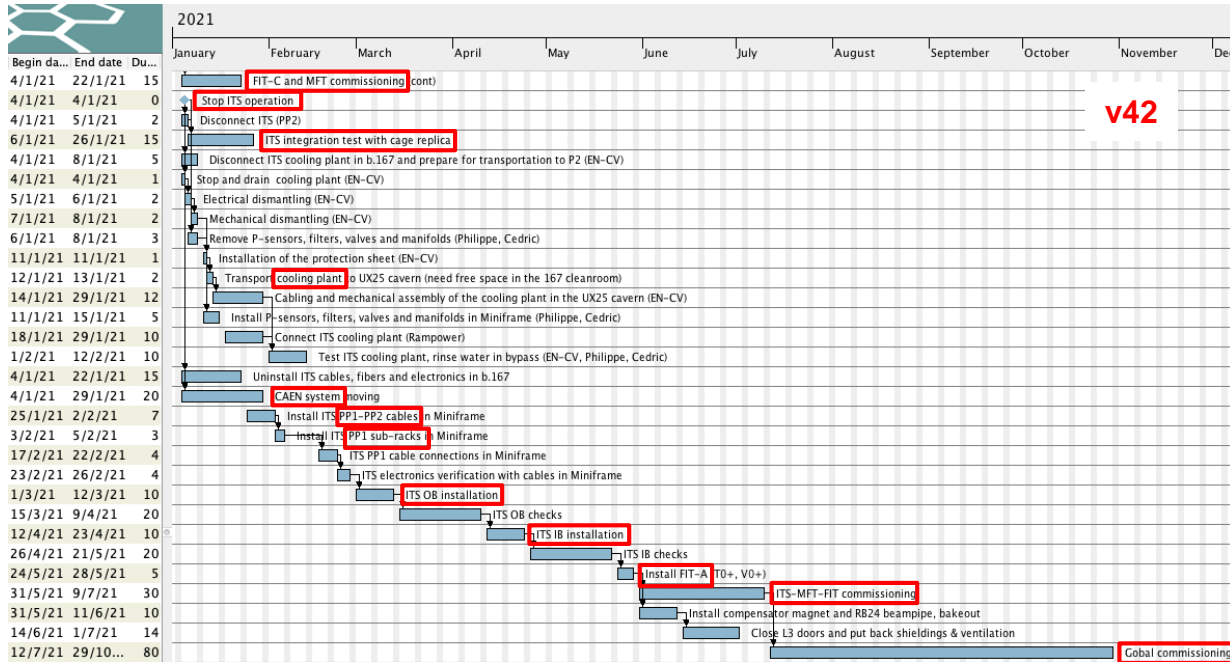 2021
January February March April May June July August September October November De
Begin da... End date Du...
4/1/21 22/1/21 15 FIT-C and MFT commissioning (cont)
4/1/21 4/1/21 0 Stop ITS operation
v42
4/1/21 5/1/21 2 Disconnect ITS (PP2)
6/1/21 26/1/21 15 ITS integration test with cage replica
4/1/21 8/1/21 5 Disconnect ITS cooling plant in b.167 and prepare for transportation to P2 (EN-CV)
4/1/21 4/1/21 1 Stop and drain cooling plant (EN-CV)
5/1/21 6/1/21 2 Electrical dismantling (EN-CV)
7/1/21 8/1/21 2 Mechanical dismantling (EN-CV)
6/1/21 8/1/21 3 Remove P-sensors, filters, valves and manifolds (Philippe, Cedric)
11/1/21 11/1/21 1 Installation of the protection sheet (EN-CV)
12/1/21 13/1/21 2 Transport cooling plant to UX25 cavern (need free space in the 167 cleanroom)
14/1/21 29/1/21 12 Cabling and mechanical assembly of the cooling plant in the UX25 cavern (EN-CV)
11/1/21 15/1/21 5 Install P-sensors, filters, valves and manifolds in Miniframe (Philippe, Cedric)
18/1/21 29/1/21 10 Connect ITS cooling plant (Rampower)
1/2/21 12/2/21 10 Test ITS cooling plant, rinse water in bypass (EN-CV, Philippe, Cedric)
4/1/21 22/1/21 15 Uninstall ITS cables, fibers and electronics in b.167
4/1/21 29/1/21 20 CAEN system moving
25/1/21 2/2/21 7 Install ITS PP1-PP2 cables in Miniframe
3/2/21 5/2/21 3 Install ITS PP1 sub-racks in Miniframe
17/2/21 22/2/21 4 ITS PP1 cable connections in Miniframe
23/2/21 26/2/21 4 ITS electronics verification with cables in Miniframe
1/3/21 12/3/21 10 ITS OB installation
15/3/21 9/4/21 20 ITS OB checks
12/4/21 23/4/21 10 ITS IB installation
26/4/21 21/5/21 20 ITS IB checks
24/5/21 28/5/21 5 Install FIT-A (T0+, V0+)
31/5/21 9/7/21 30 ITS-MFT-FIT commissioning
31/5/21 11/6/21 10 Install compensator magnet and RB24 beampipe, bakeout
14/6/21 1/7/21 14 Close L3 doors and put back shieldings & ventilation
12/7/21 29/10... 80 Gobal commissioning